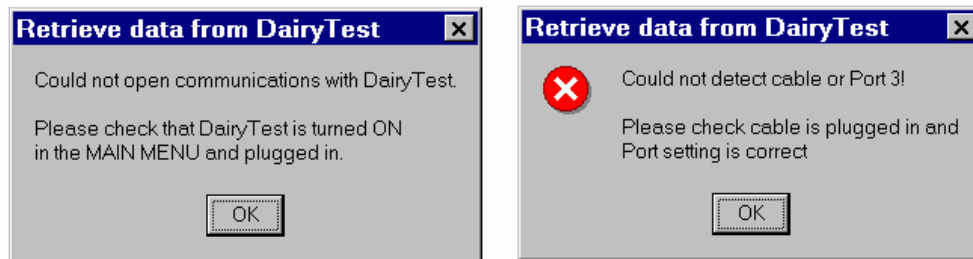 Retrieve data from DairyTest
Could not open communications with DairyTest.
Please check that DairyTest is turned ON
in the MAIN MENU and plugged in.
OK
Retrieve data from DairyTest
Could not detect cable or Port 3!
Please check cable is plugged in and
Port setting is correct
OK